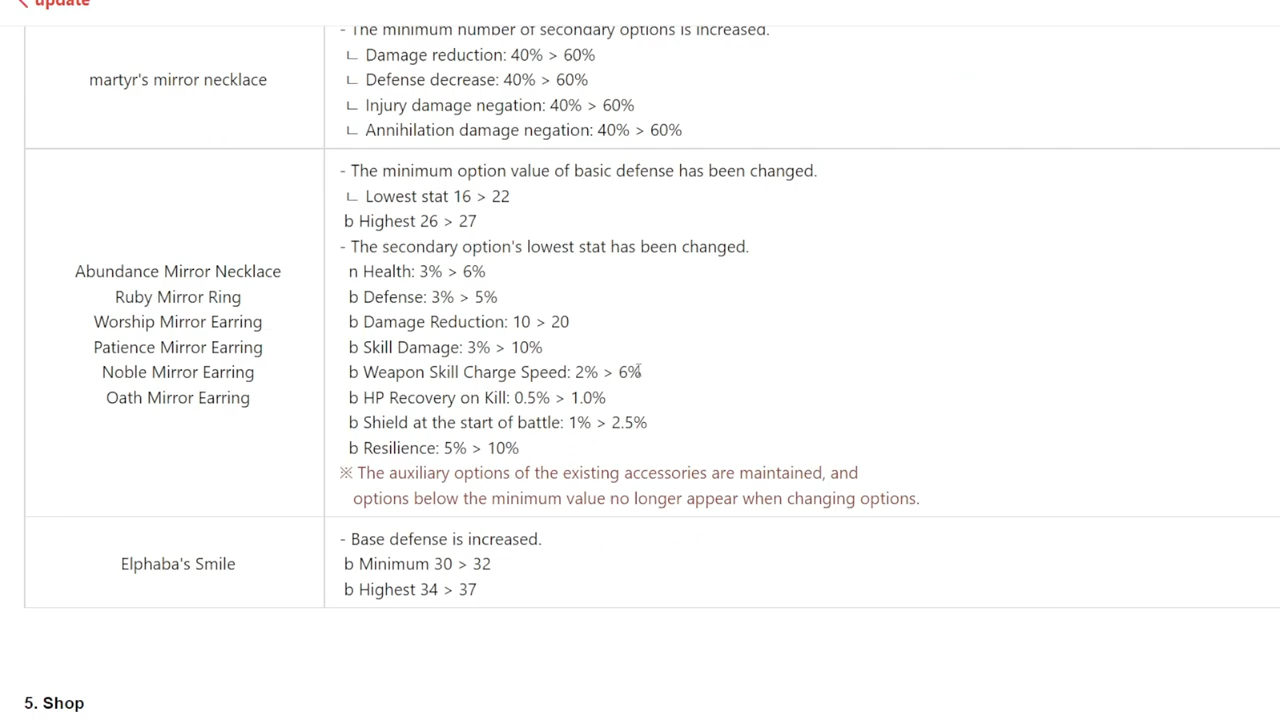 update
- The minimum number of secondary options is increased.
martyr's mirror necklace
ㄴ Damage reduction: 40% > 60%
ㄴ Defense decrease: 40% > 60%
ㄴ Injury damage negation: 40% > 60%
ㄴ Annihilation damage negation: 40% > 60%
Abundance Mirror Necklace
Ruby Mirror Ring
Worship Mirror Earring
Patience Mirror Earring
Noble Mirror Earring
Oath Mirror Earring
- The minimum option value of basic defense has been changed.
ㄴ Lowest stat 16 > 22
b Highest 26 > 27
- The secondary option's lowest stat has been changed.
n Health: 3% > 6%
b Defense: 3% > 5%
b Damage Reduction: 10 > 20
b Skill Damage: 3% > 10%
b Weapon Skill Charge Speed: 2% > 6%
b HP Recovery on Kill: 0.5% > 1.0%
b Shield at the start of battle: 1% > 2.5%
b Resilience: 5% > 10%
※ The auxiliary options of the existing accessories are maintained, and
options below the minimum value no longer appear when changing options.
Elphaba's Smile
- Base defense is increased.
b Minimum 30 > 32
b Highest 34 > 37
5. Shop